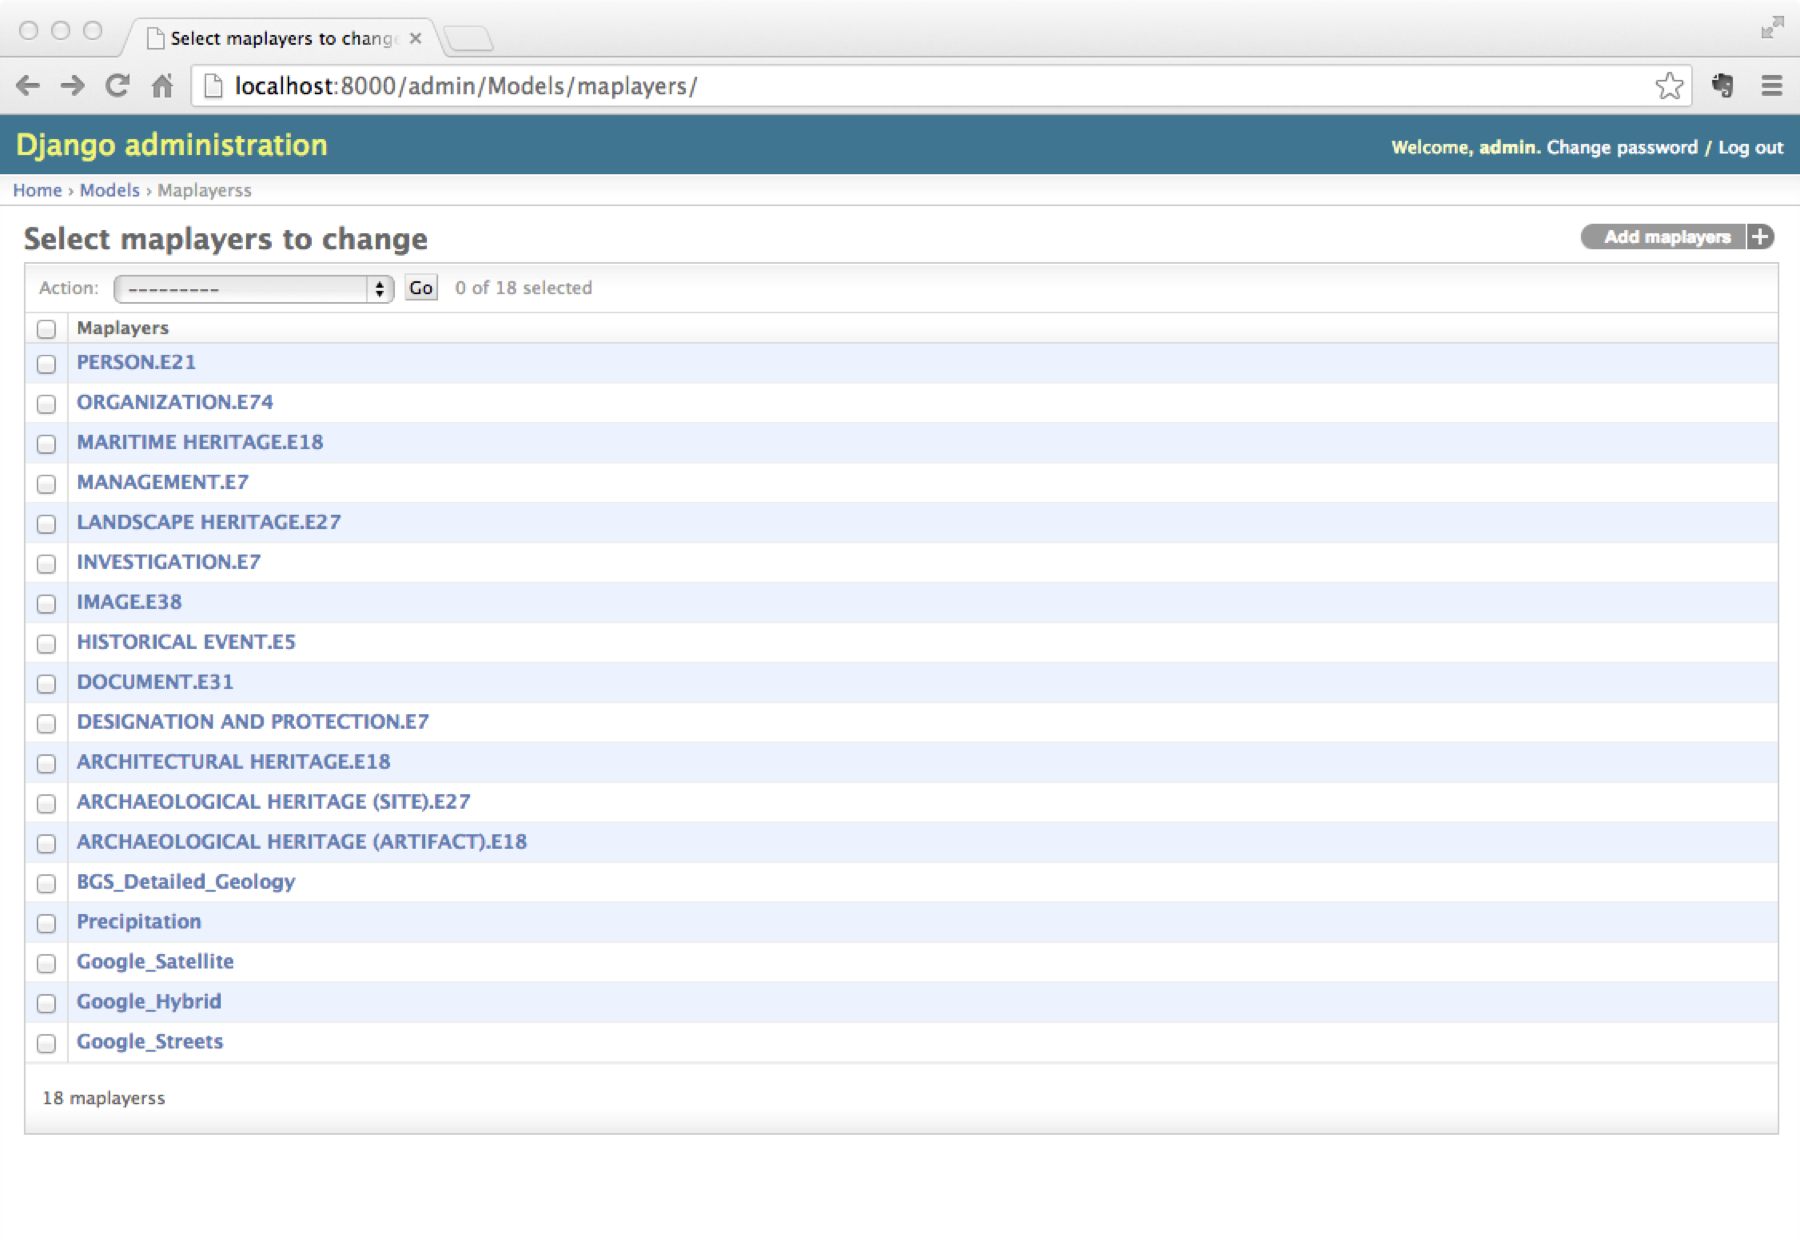 Select maplayers to chang
localhost:8000/admin/Models/maplayers/
Django administration
Welcome, admin. Change password / Log out
Home › Models › Maplayerss
Select maplayers to change
Add maplayers +
Action: --------- Go 0 of 18 selected
Maplayers
PERSON.E21
ORGANIZATION.E74
MARITIME HERITAGE.E18
MANAGEMENT.E7
LANDSCAPE HERITAGE.E27
INVESTIGATION.E7
IMAGE.E38
HISTORICAL EVENT.E5
DOCUMENT.E31
DESIGNATION AND PROTECTION.E7
ARCHITECTURAL HERITAGE.E18
ARCHAEOLOGICAL HERITAGE (SITE).E27
ARCHAEOLOGICAL HERITAGE (ARTIFACT).E18
BGS_Detailed_Geology
Precipitation
Google_Satellite
Google_Hybrid
Google_Streets
18 maplayerss